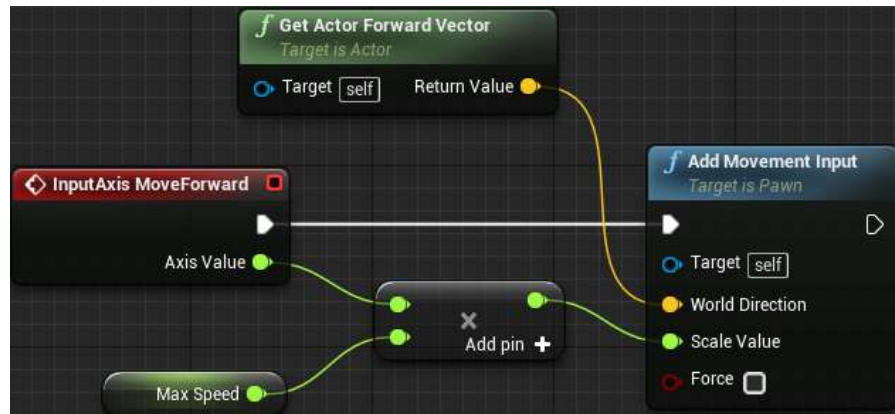 f Get Actor Forward Vector
Target is Actor
Target self Return Value
InputAxis MoveForward
f Add Movement Input
Target is Pawn
Axis Value
Target self
World Direction
×
Add pin +
Scale Value
Max Speed
Force